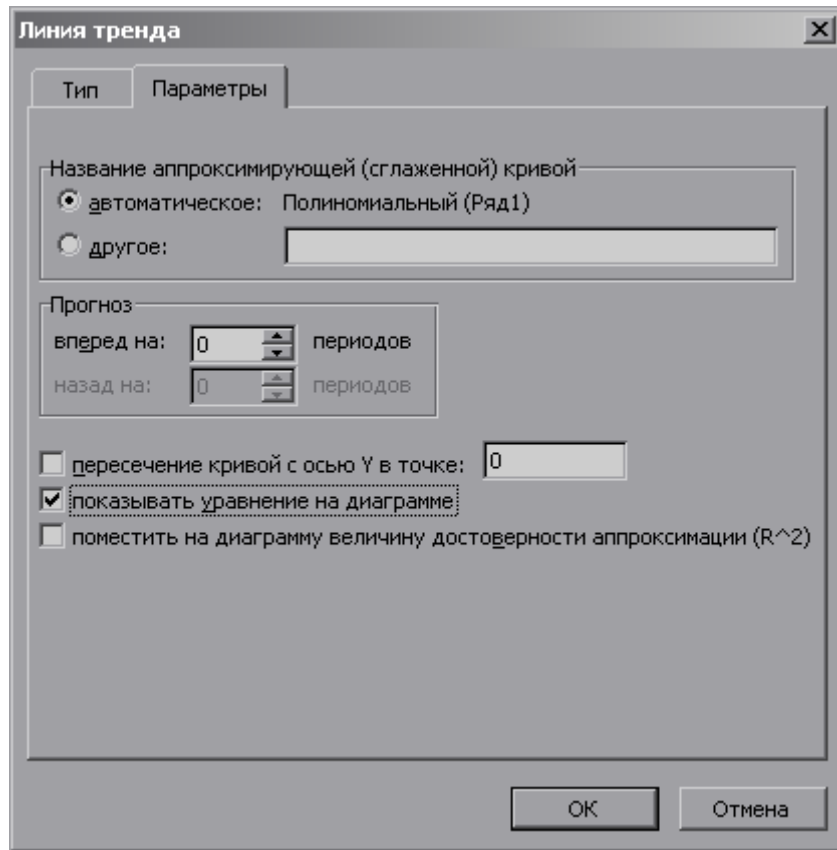 Линия тренда
Тип Параметры
Название аппроксимирующей (сглаженной) кривой
автоматическое: Полиномиальный (Ряд1)
другое:
Прогноз
вперед на: 0 периодов
назад на: 0 периодов
пересечение кривой с осью Y в точке: 0
показывать уравнение на диаграмме
поместить на диаграмму величину достоверности аппроксимации (R^2)
ОК Отмена